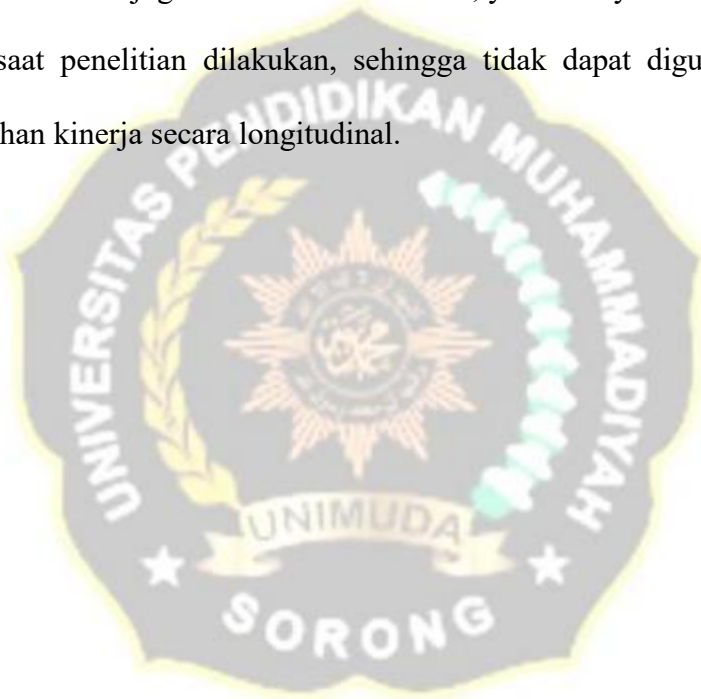 saat penelitian dilakukan, sehingga tidak dapat digu
han kinerja secara longitudinal.
UNIVERSITAS PENDIDIKAN MUHAMMADIYAH
UNIMUDA
SORONG